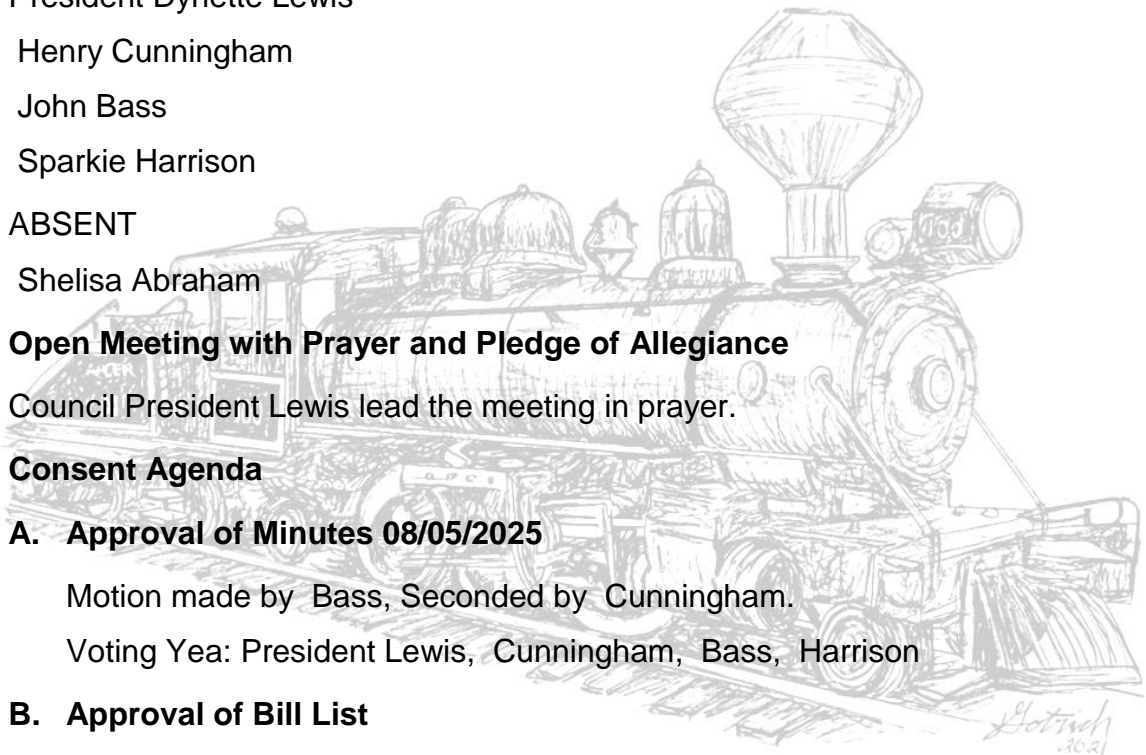 President Dynette Lewis
Henry Cunningham
John Bass
Sparkie Harrison
ABSENT
Shelisa Abraham
Open Meeting with Prayer and Pledge of Allegiance
Council President Lewis lead the meeting in prayer.
Consent Agenda
A. Approval of Minutes 08/05/2025
Motion made by Bass, Seconded by Cunningham.
Voting Yea: President Lewis, Cunningham, Bass, Harrison
B. Approval of Bill List